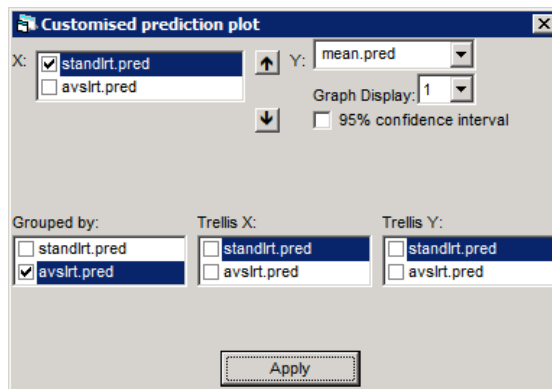 Customised prediction plot
X:
standlrt.pred
avslrt.pred
Y: mean.pred
Graph Display: 1
95% confidence interval
Grouped by: Trellis X: Trellis Y:
standlrt.pred standlrt.pred standlrt.pred
avslrt.pred avslrt.pred avslrt.pred
Apply